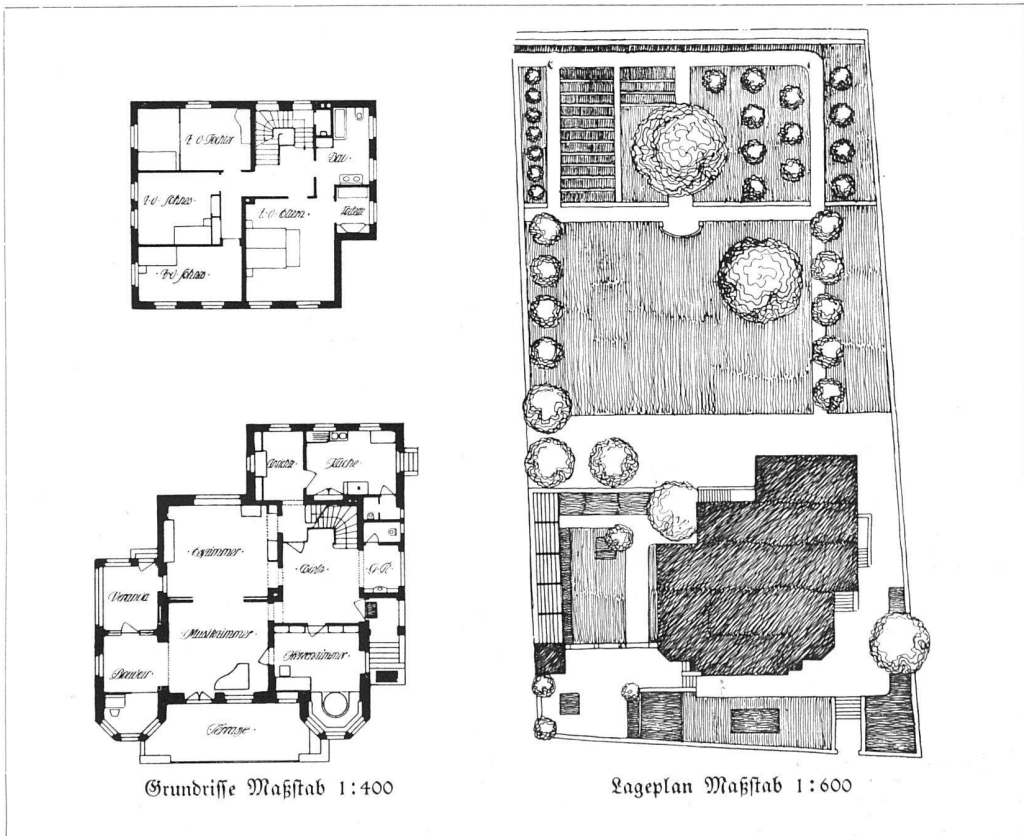 Z. d. Tochter
Bad
Z. d. Sohnes
Z. d. Eltern
Z. d. Sohnes
Anrichte
Küche
Eßzimmer
Diele
Veranda
Musikzimmer
Herrenzimmer
Terrasse
Grundrisse Maßstab 1:400
Lageplan Maßstab 1:600